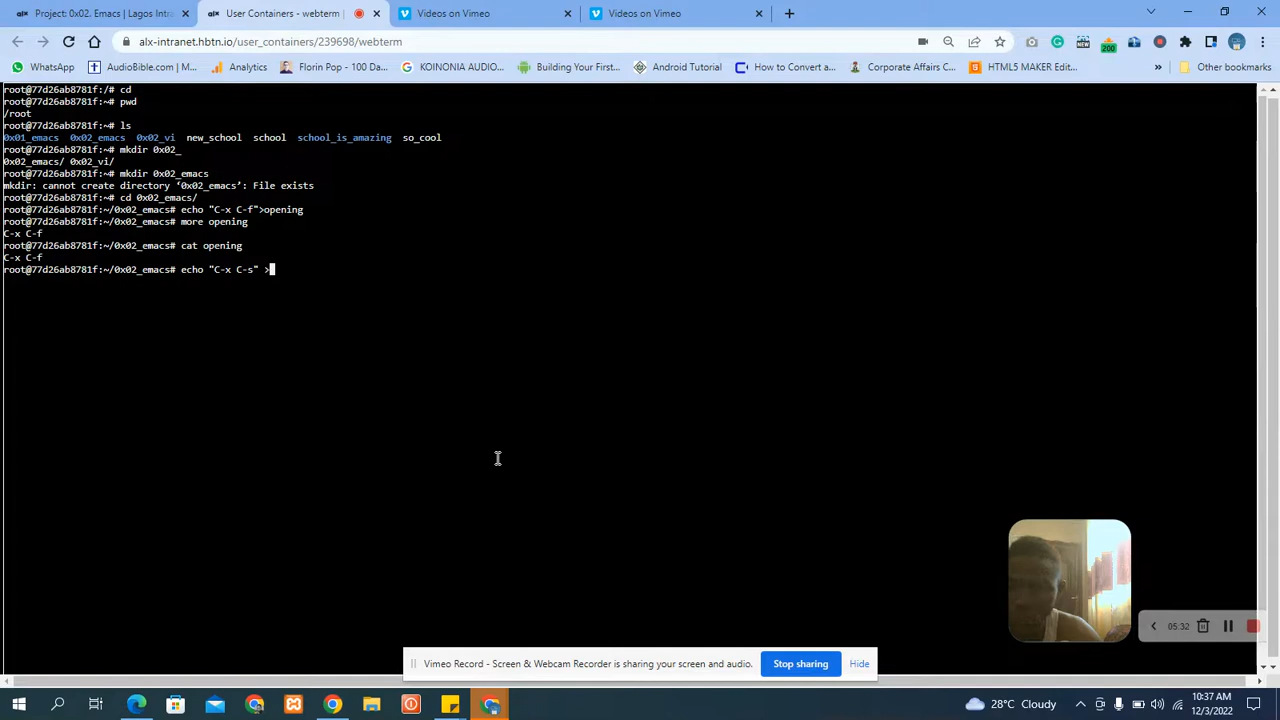 Project: 0x02. Emacs | Lagos Intr
User Containers - webterm |
Videos on Vimeo
Videos on Vimeo
alx-intranet.hbtn.io/user_containers/239698/webterm
200
NEW
WhatsApp
AudioBible.com | M...
Analytics
Florin Pop - 100 Da...
KOINONIA AUDIO...
Building Your First...
Android Tutorial
How to Convert a...
Corporate Affairs C...
HTML5 MAKER Edit...
»
Other bookmarks
root@77d26ab8781f:/# cd
root@77d26ab8781f:~# pwd
/root
root@77d26ab8781f:~# ls
0x01_emacs 0x02_emacs 0x02_vi new_school school school_is_amazing so_cool
root@77d26ab8781f:~# mkdir 0x02_
0x02_emacs/ 0x02_vi/
root@77d26ab8781f:~# mkdir 0x02_emacs
mkdir: cannot create directory ‘0x02_emacs’: File exists
root@77d26ab8781f:~# cd 0x02_emacs/
root@77d26ab8781f:~/0x02_emacs# echo "C-x C-f">opening
root@77d26ab8781f:~/0x02_emacs# more opening
C-x C-f
root@77d26ab8781f:~/0x02_emacs# cat opening
C-x C-f
root@77d26ab8781f:~/0x02_emacs# echo "C-x C-s" >
05:32
Vimeo Record - Screen & Webcam Recorder is sharing your screen and audio.
Stop sharing
Hide
28°C Cloudy
10:37 AM
12/3/2022